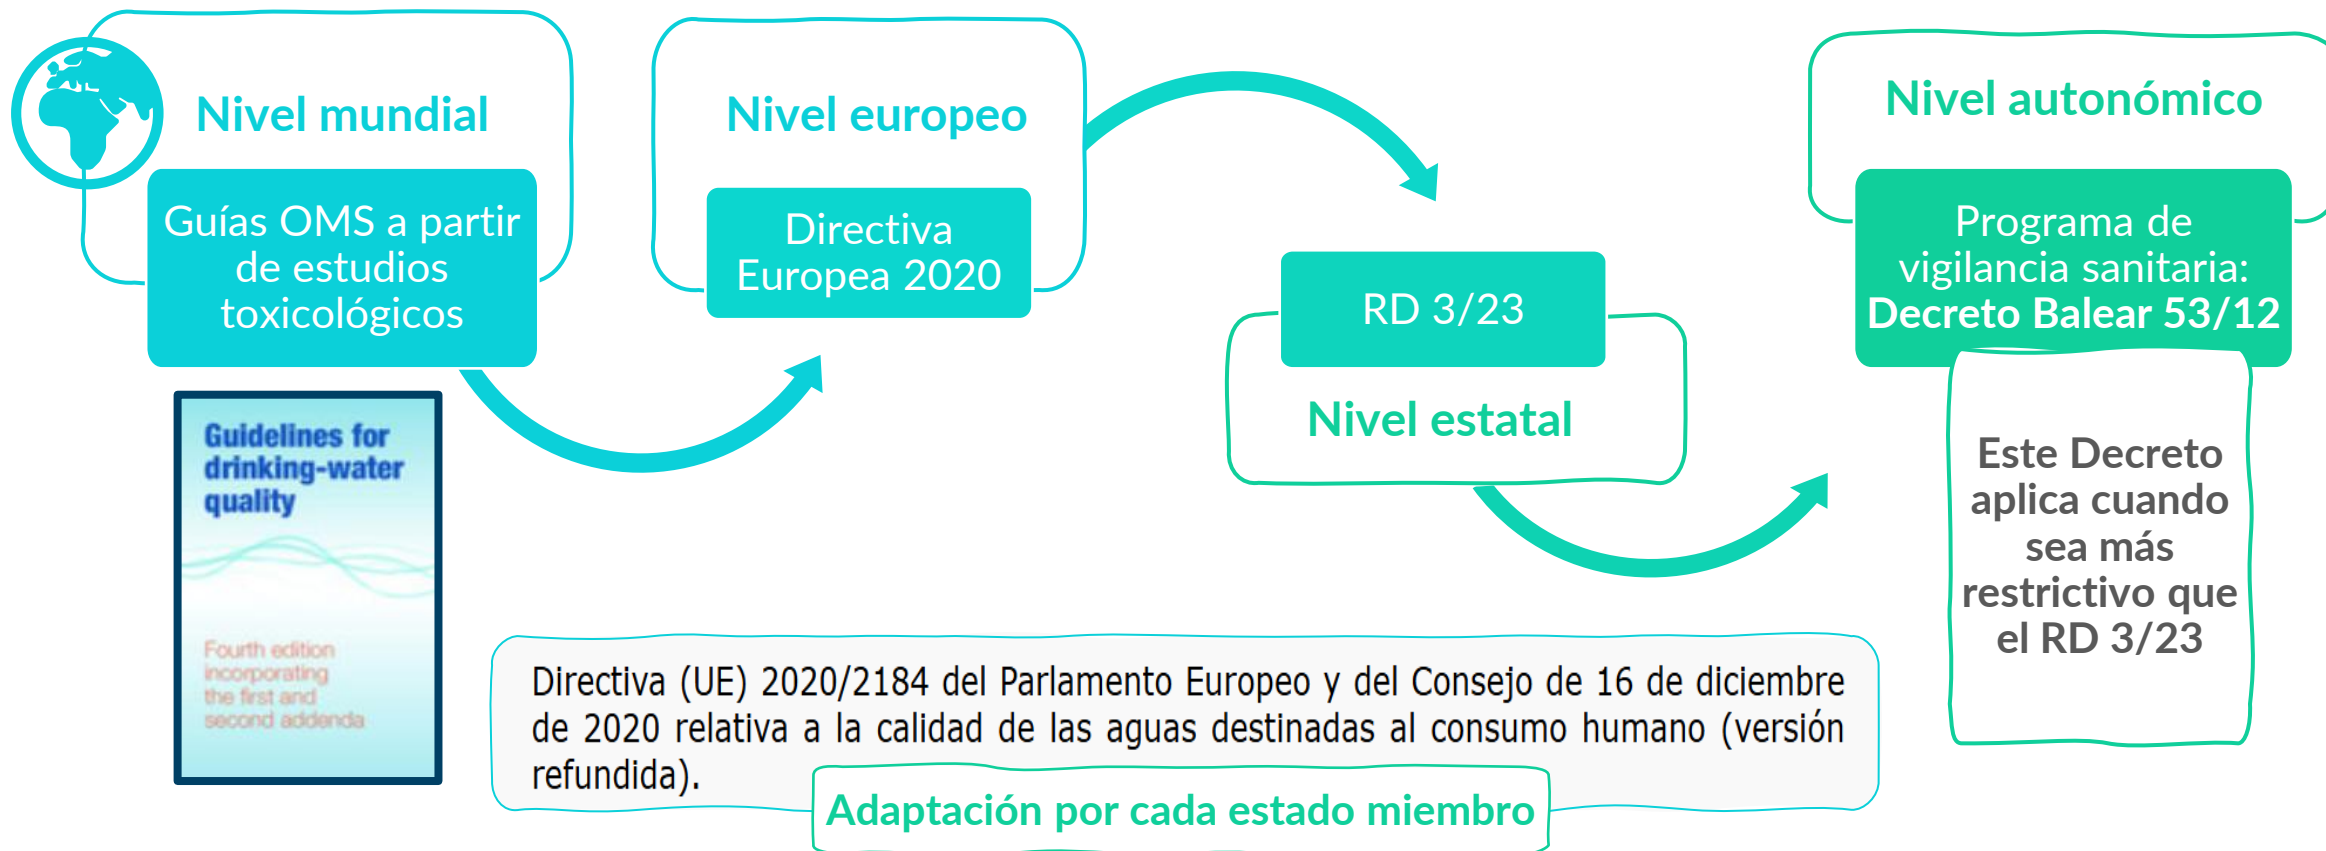 Nivel mundial
Guías OMS a partir
de estudios
toxicológicos
Guidelines for
drinking-water
quality
Fourth edition
incorporating
the first and
second addenda
Nivel europeo
Directiva
Europea 2020
RD 3/23
Nivel estatal
Nivel autonómico
Programa de
vigilancia sanitaria:
Decreto Balear 53/12
Este Decreto
aplica cuando
sea más
restrictivo que
el RD 3/23
Directiva (UE) 2020/2184 del Parlamento Europeo y del Consejo de 16 de diciembre
de 2020 relativa a la calidad de las aguas destinadas al consumo humano (versión
refundida).
Adaptación por cada estado miembro